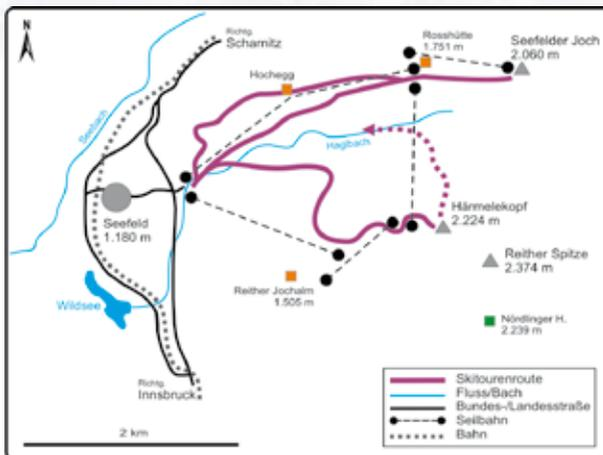 N
Richtg.
Scharnitz
Seebach
Hochegg
Rosshütte
1.751 m
Seefelder Joch
2.060 m
Haglbach
Seefeld
1.180 m
Härmelekopf
2.224 m
Reither Spitze
2.374 m
Reither Jochalm
1.505 m
Wildsee
Nördlinger H.
2.239 m
Richtg.
Innsbruck
2 km
Skitourenroute
Fluss/Bach
Bundes-/Landesstraße
Seilbahn
Bahn